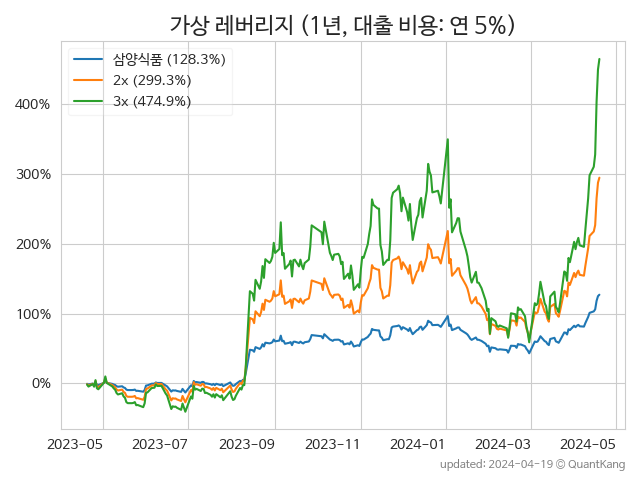 가상 레버리지 (1년, 대출 비용: 연 5%)
삼양식품 (128.3%)
2x (299.3%)
3x (474.9%)
400%
300%
200%
100%
0%
2023-05 2023-07 2023-09 2023-11 2024-01 2024-03 2024-05
updated: 2024-04-19 © QuantKang